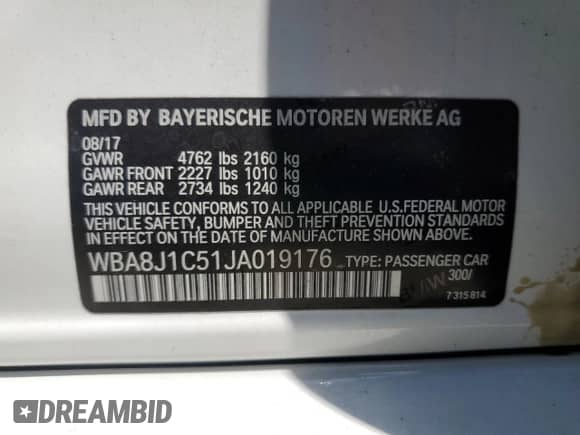 MFD BY BAYERISCHE MOTOREN WERKE AG
08/17
GVWR 4762 lbs 2160 kg
GAWR FRONT 2227 lbs 1010 kg
GAWR REAR 2734 lbs 1240 kg
THIS VEHICLE CONFORMS TO ALL APPLICABLE U.S.FEDERAL MOTOR
VEHICLE SAFETY, BUMPER AND THEFT PREVENTION STANDARDS
IN EFFECT ON THE DATE OF MANUFACTURE SHOWN ABOVE.
WBA8J1C51JA019176 TYPE: PASSENGER CAR
300/
BMW
7 315 814
DREAMBID